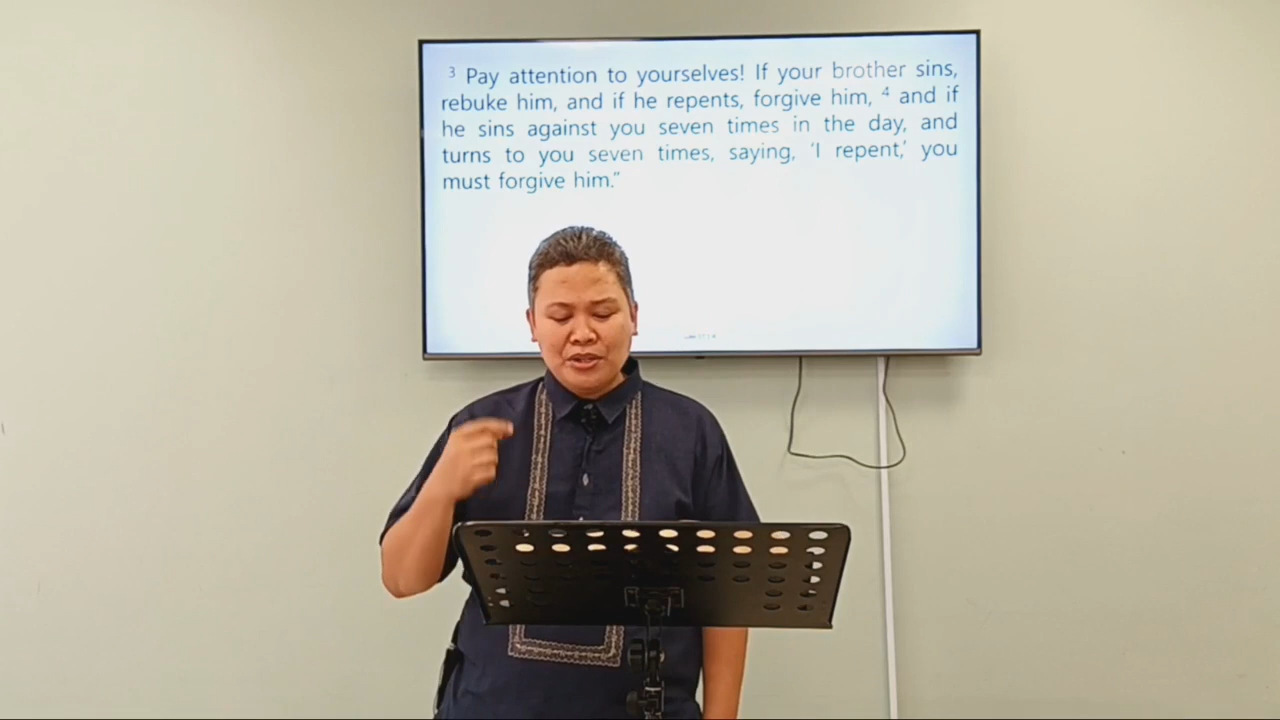 ³ Pay attention to yourselves! If your brother sins,
rebuke him, and if he repents, forgive him, ⁴ and if
he sins against you seven times in the day, and
turns to you seven times, saying, ‘I repent,’ you
must forgive him.”